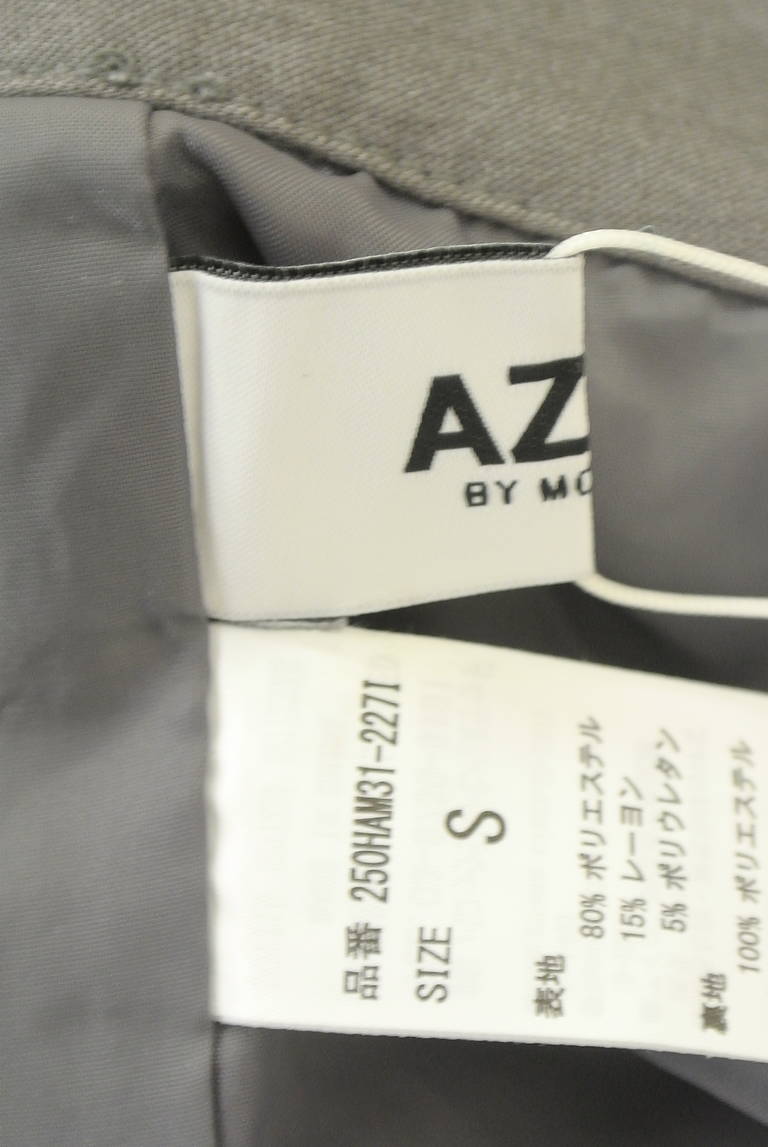 AZ
BY MO
品番 250HAM31-227I
SIZE S
表地
80% ポリエステル
15% レーヨン
5% ポリウレタン
裏地
100% ポリエステル